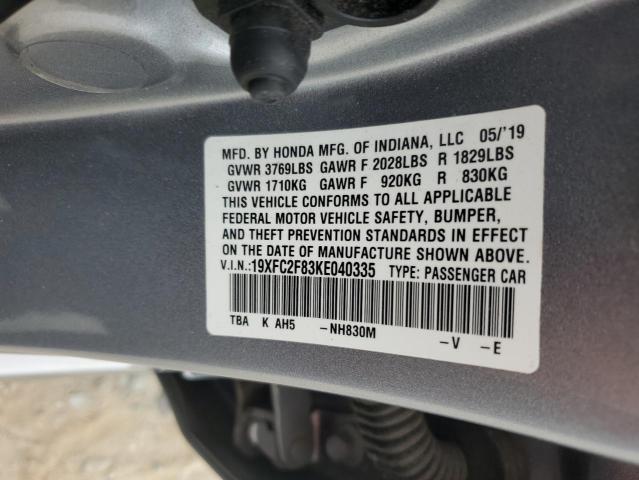 MFD. BY HONDA MFG. OF INDIANA, LLC 05/'19
GVWR 3769LBS GAWR F 2028LBS R 1829LBS
GVWR 1710KG GAWR F 920KG R 830KG
THIS VEHICLE CONFORMS TO ALL APPLICABLE
FEDERAL MOTOR VEHICLE SAFETY, BUMPER,
AND THEFT PREVENTION STANDARDS IN EFFECT
ON THE DATE OF MANUFACTURE SHOWN ABOVE.
V.I.N.:19XFC2F83KE040335 TYPE: PASSENGER CAR
TBA K AH5 -NH830M -V -E